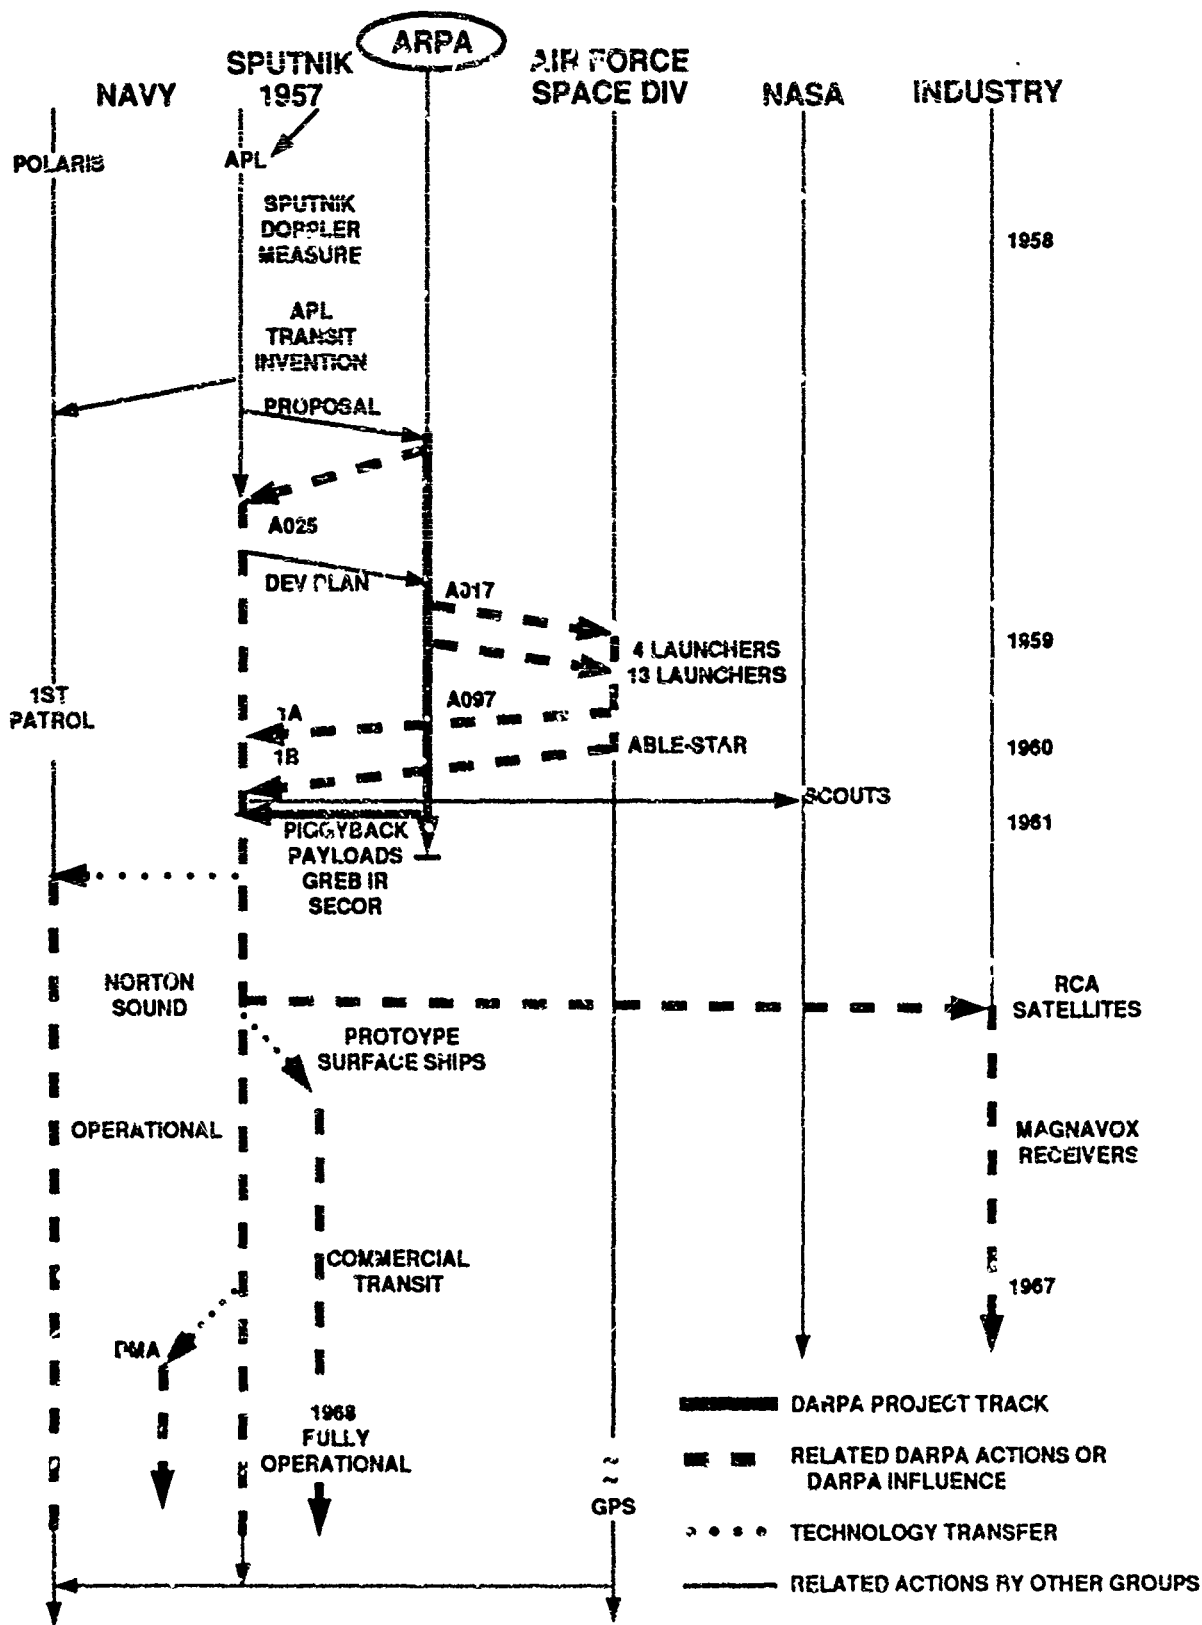 ARPA
SPUTNIK
1957
AIR FORCE
SPACE DIV
NAVY
NASA
INDUSTRY
POLARIS
APL
SPUTNIK
DOPPLER
MEASURE
1958
APL
TRANSIT
INVENTION
PROPOSAL
A025
DEV PLAN
A017
4 LAUNCHERS
13 LAUNCHERS
1959
1ST
PATROL
A097
1A
1B
ABLE-STAR
1960
SCOUTS
1961
PIGGYBACK
PAYLOADS
GREB IR
SECOR
NORTON
SOUND
RCA
SATELLITES
PROTOYPE
SURFACE SHIPS
OPERATIONAL
MAGNAVOX
RECEIVERS
COMMERCIAL
TRANSIT
1967
DMA
1968
FULLY
OPERATIONAL
GPS
DARPA PROJECT TRACK
RELATED DARPA ACTIONS OR
DARPA INFLUENCE
TECHNOLOGY TRANSFER
RELATED ACTIONS BY OTHER GROUPS